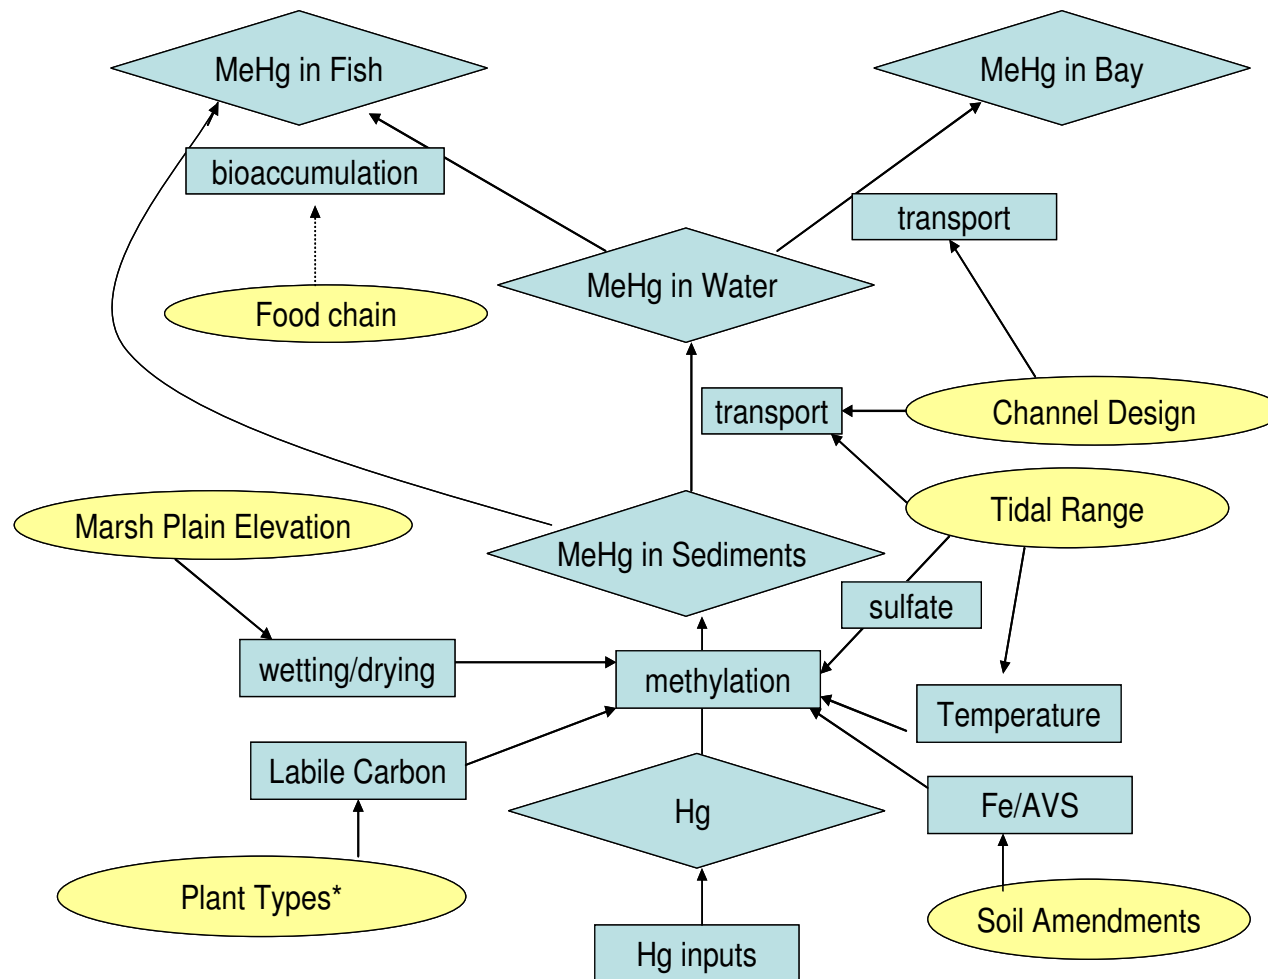 MeHg in Fish
MeHg in Bay
bioaccumulation
transport
MeHg in Water
Food chain
transport
Channel Design
Marsh Plain Elevation
Tidal Range
MeHg in Sediments
sulfate
wetting/drying
methylation
Temperature
Labile Carbon
Hg
Fe/AVS
Plant Types*
Soil Amendments
Hg inputs